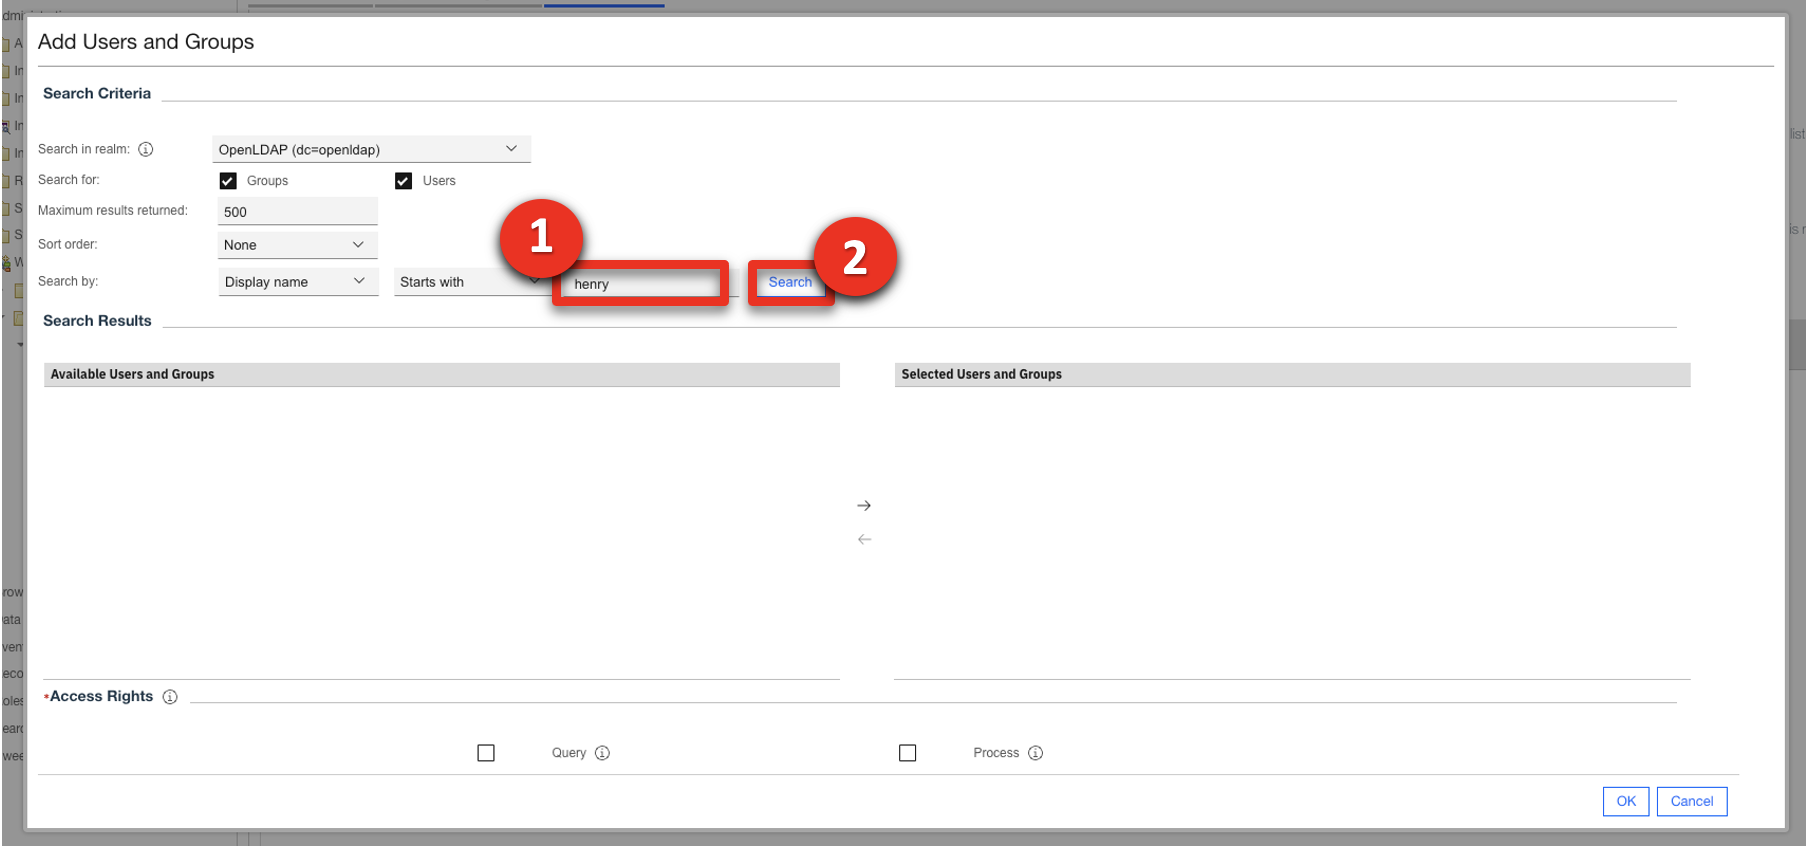 Add Users and Groups
Search Criteria
Search in realm: OpenLDAP (dc=openldap)
Search for: Groups Users
Maximum results returned: 500
Sort order: None
1
2
Search by: Display name Starts with henry Search
Search Results
Available Users and Groups Selected Users and Groups
*Access Rights
Query Process
OK Cancel